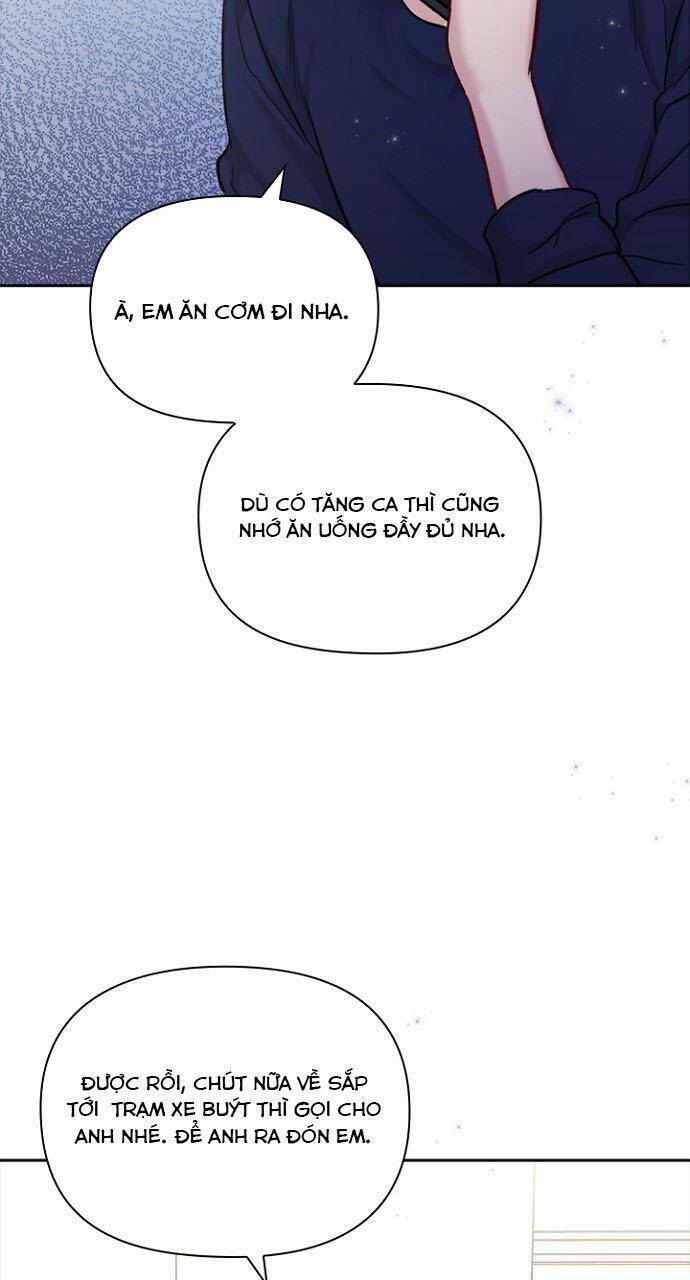 À, EM ĂN CƠM ĐI NHA.
DÙ CÓ TĂNG CA THÌ CŨNG
NHỚ ĂN UỐNG ĐẦY ĐỦ NHA.
ĐƯỢC RỒI, CHÚT NỮA VỀ SẮP
TỚI TRẠM XE BUÝT THÌ GỌI CHO
ANH NHÉ. ĐỂ ANH RA ĐÓN EM.